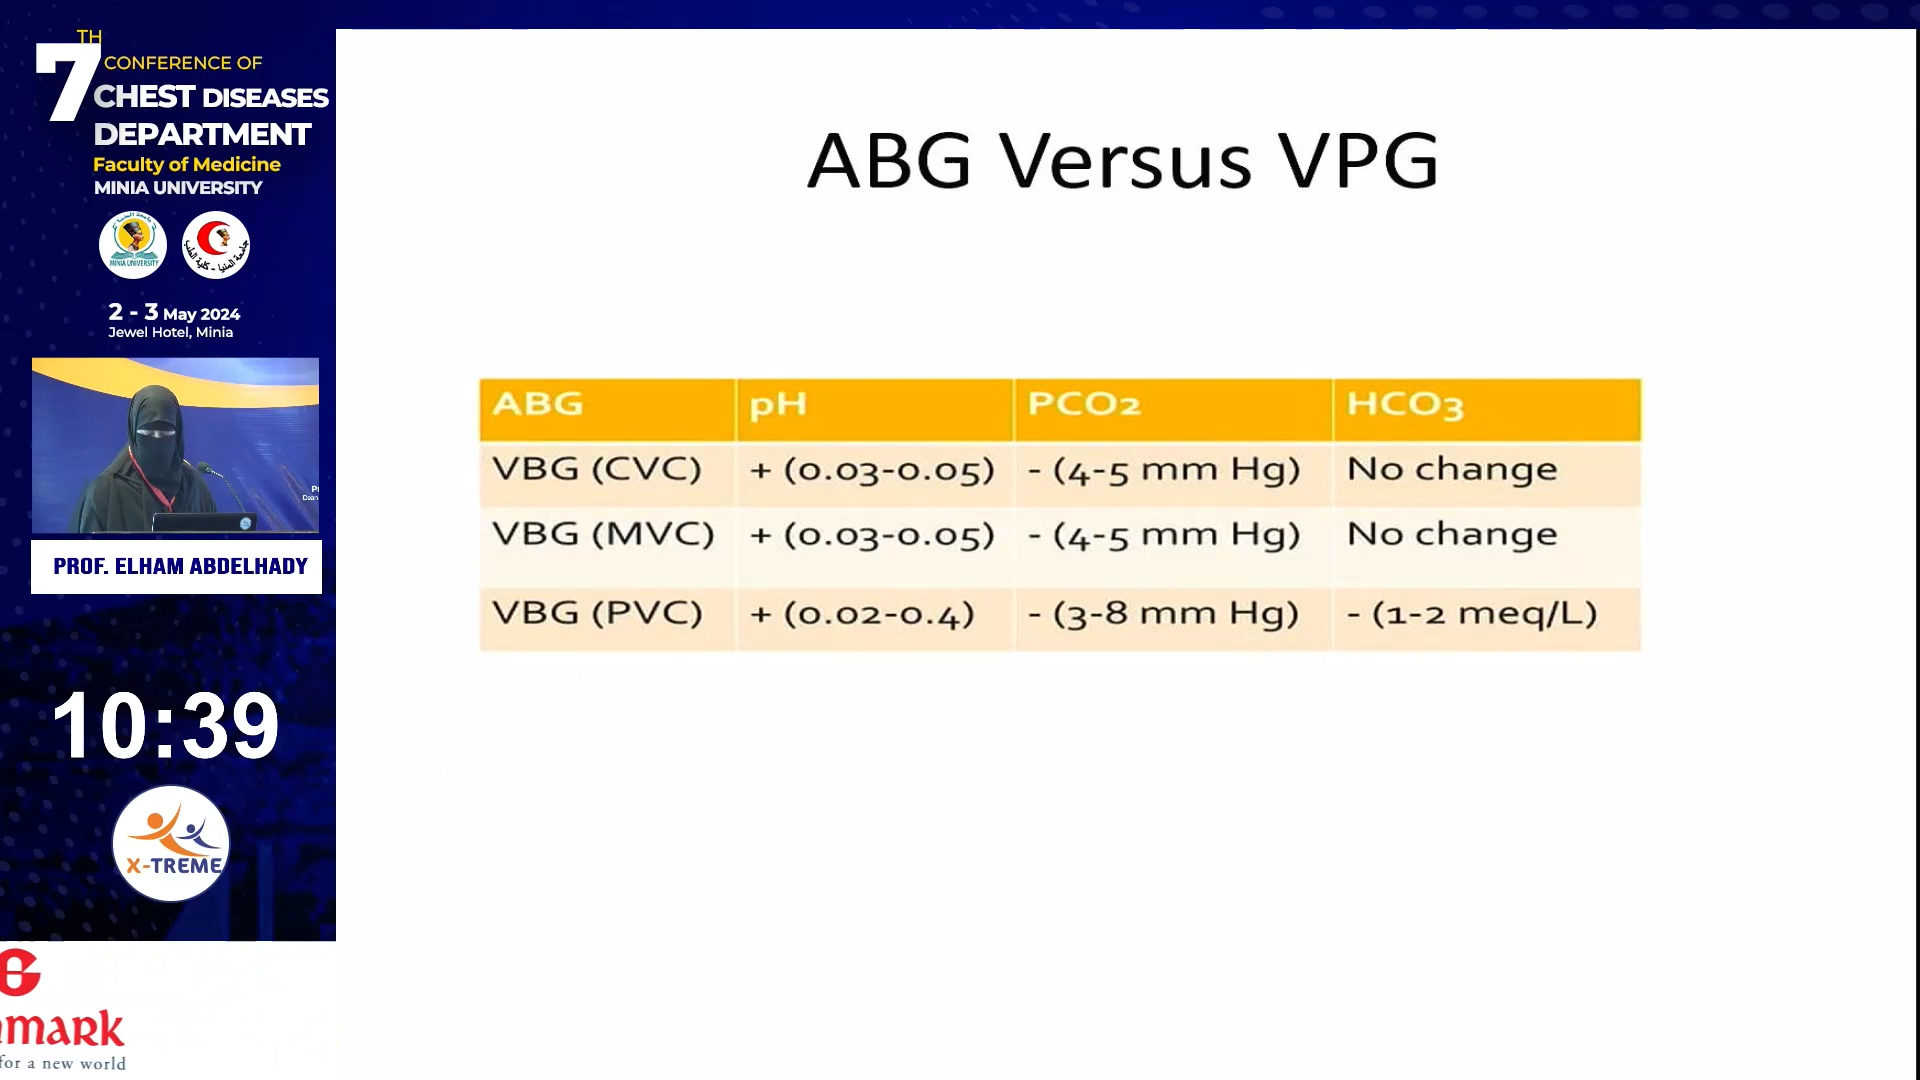 7TH
CONFERENCE OF
CHEST DISEASES
DEPARTMENT
Faculty of Medicine
MINIA UNIVERSITY
MINIA UNIVERSITY
2 - 3 May 2024
Jewel Hotel, Minia
PROF. ELHAM ABDELHADY
10:39
X-TREME
mark
for a new world
ABG Versus VPG
ABG pH PCO2 HCO3
VBG (CVC) + (0.03-0.05) - (4-5 mm Hg) No change
VBG (MVC) + (0.03-0.05) - (4-5 mm Hg) No change
VBG (PVC) + (0.02-0.4) - (3-8 mm Hg) - (1-2 meq/L)